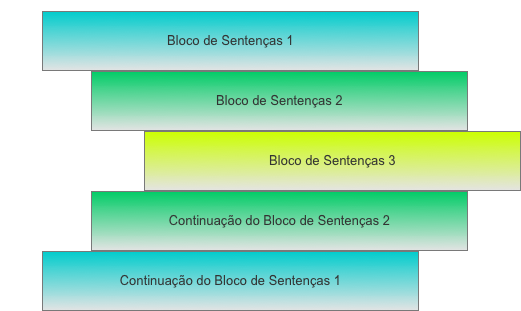 Bloco de Sentenças 1
Bloco de Sentenças 2
Bloco de Sentenças 3
Continuação do Bloco de Sentenças 2
Continuação do Bloco de Sentenças 1